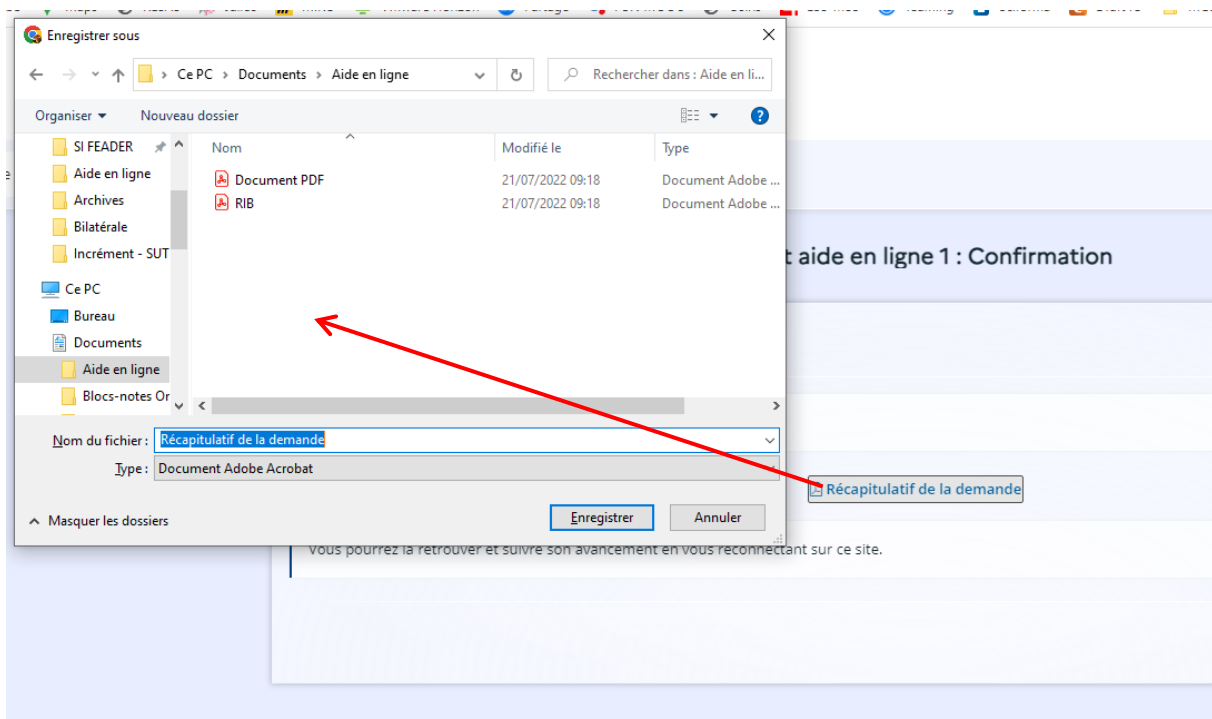 Enregistrer sous
Ce PC › Documents › Aide en ligne
Rechercher dans : Aide en li...
Organiser
Nouveau dossier
SI FEADER
Aide en ligne
Archives
Bilatérale
Incrément - SUT
Ce PC
Bureau
Documents
Aide en ligne
Blocs-notes Or
Nom Modifié le Type
Document PDF 21/07/2022 09:18 Document Adobe ...
RIB 21/07/2022 09:18 Document Adobe ...
Nom du fichier : Récapitulatif de la demande
Type : Document Adobe Acrobat
Masquer les dossiers
Enregistrer
Annuler
t aide en ligne 1 : Confirmation
Récapitulatif de la demande
Vous pourrez la retrouver et suivre son avancement en vous reconnectant sur ce site.